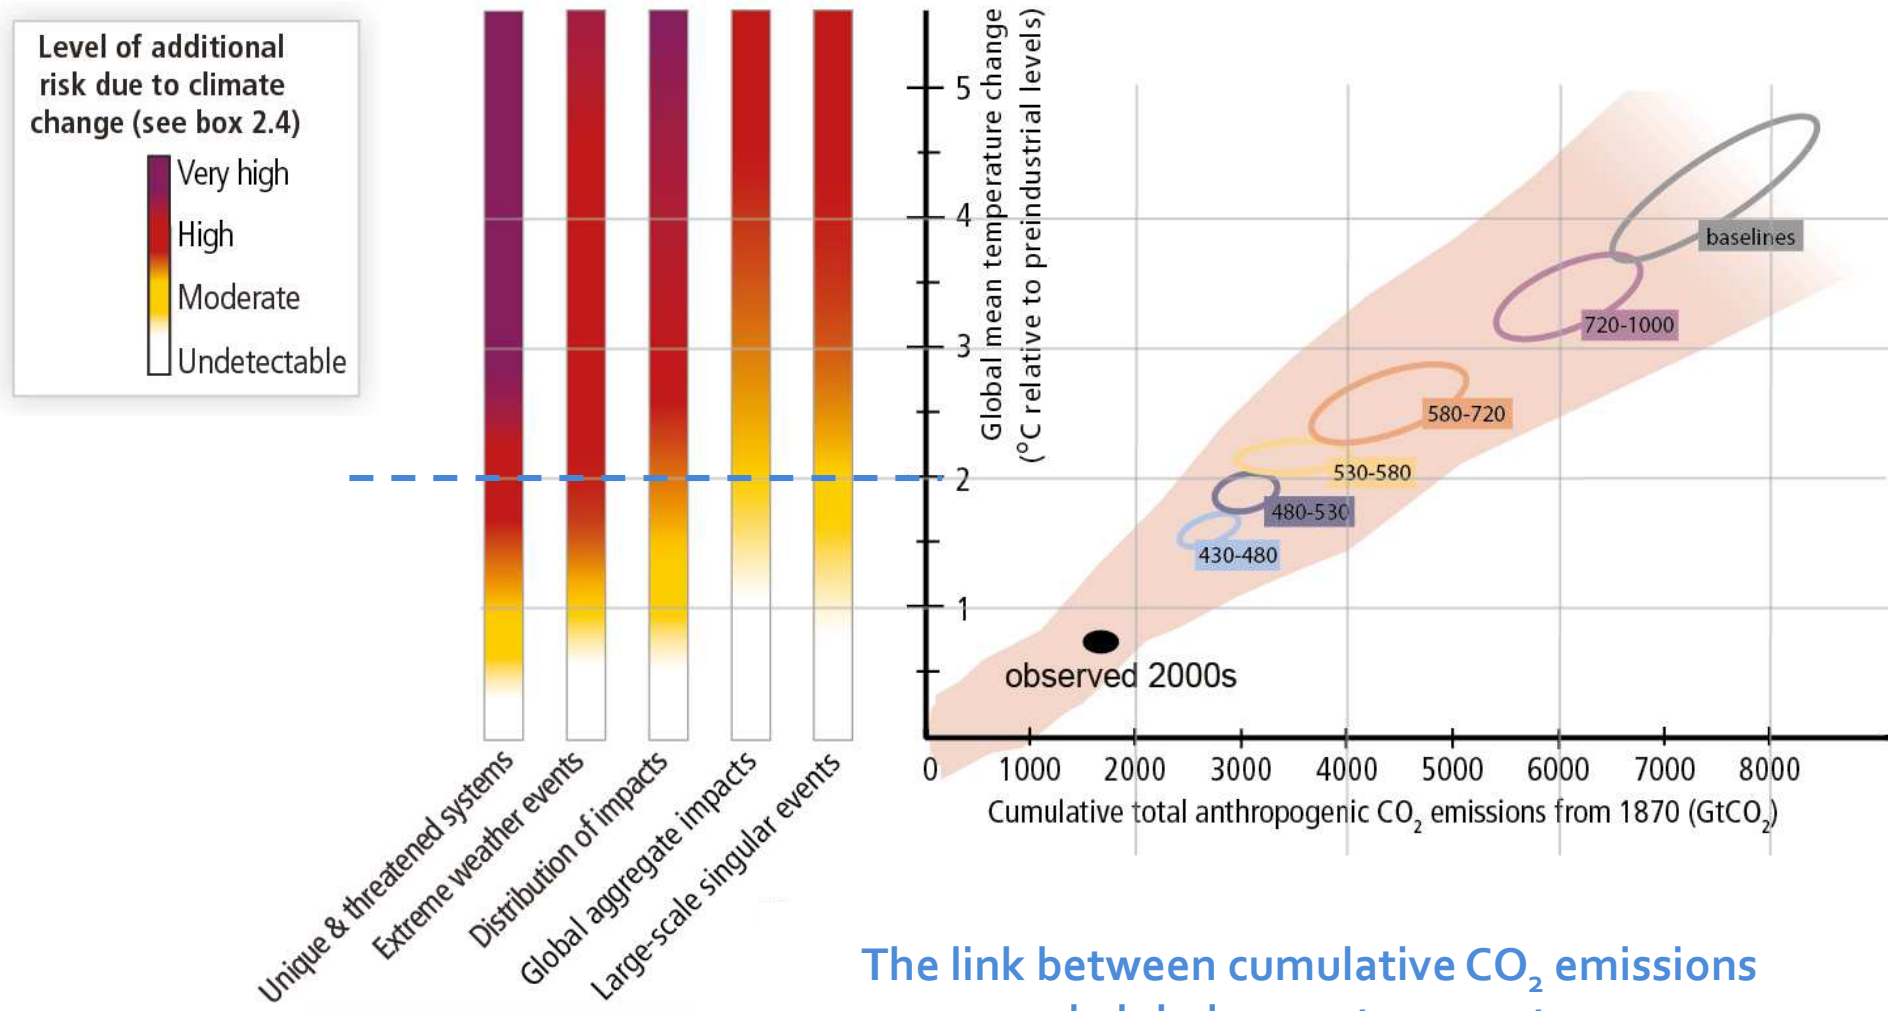 Level of additional
risk due to climate
change (see box 2.4)
Very high
High
Moderate
Undetectable
Unique & threatened systems
Extreme weather events
Distribution of impacts
Global aggregate impacts
Large-scale singular events
Global mean temperature change
(°C relative to preindustrial levels)
5
4
3
2
1
baselines
720-1000
580-720
530-580
480-530
430-480
observed 2000s
0 1000 2000 3000 4000 5000 6000 7000 8000
Cumulative total anthropogenic CO₂ emissions from 1870 (GtCO₂)
The link between cumulative CO₂ emissions